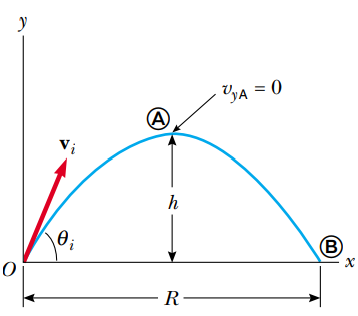 y
v_yA = 0
Ⓐ
v_i
h
θ_i
Ⓑ
O
x
R